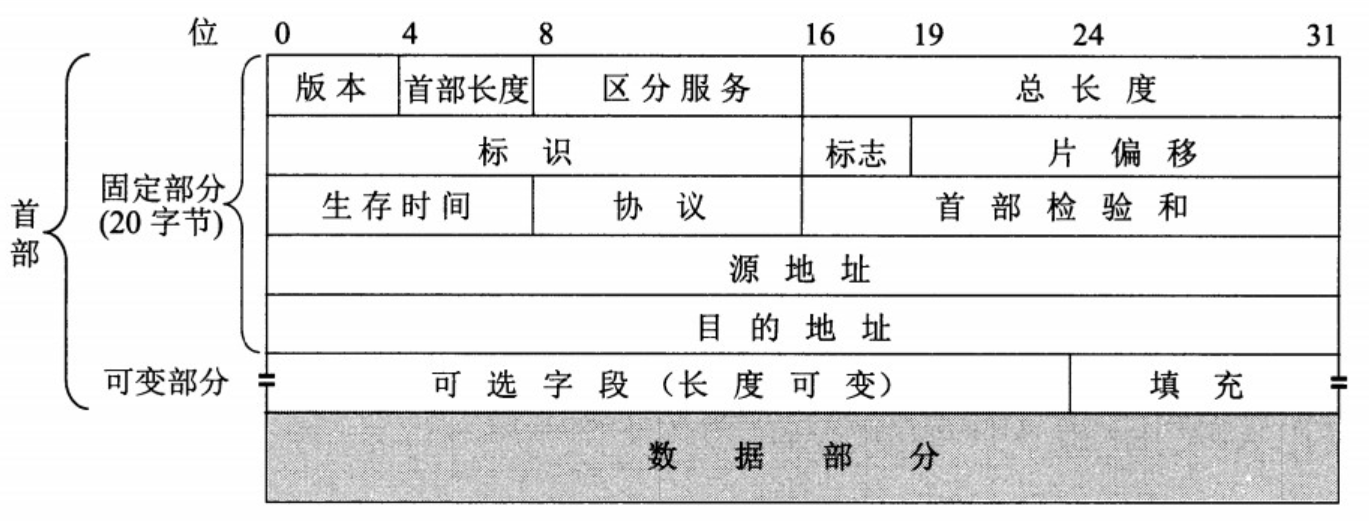 位 0 4 8 16 19 24 31
版本 首部长度 区分服务 总长度
标识 标志 片偏移
首部
固定部分
(20 字节)
生存时间 协议 首部检验和
源地址
目的地址
可变部分 可选字段（长度可变） 填充
数据部分